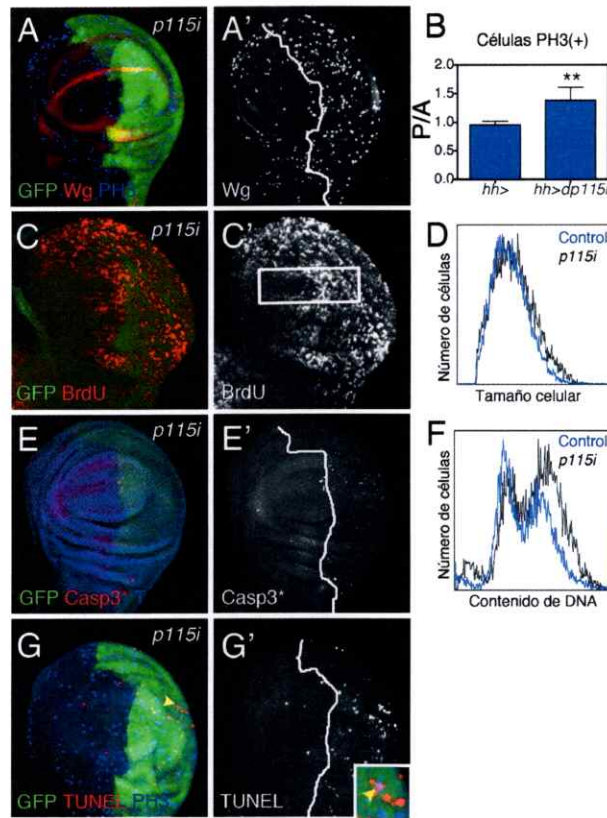 A
p115i
GFP Wg PH3
A'
Wg
B
Células PH3(+)
P/A
2.0
1.5
1.0
0.5
0.0
**
hh>
hh>dp115i
C
p115i
GFP BrdU
C'
BrdU
D
Control
p115i
Número de células
Tamaño celular
E
p115i
GFP Casp3*
E'
Casp3*
F
Control
p115i
Número de células
Contenido de DNA
G
p115i
GFP TUNEL PH3
G'
TUNEL